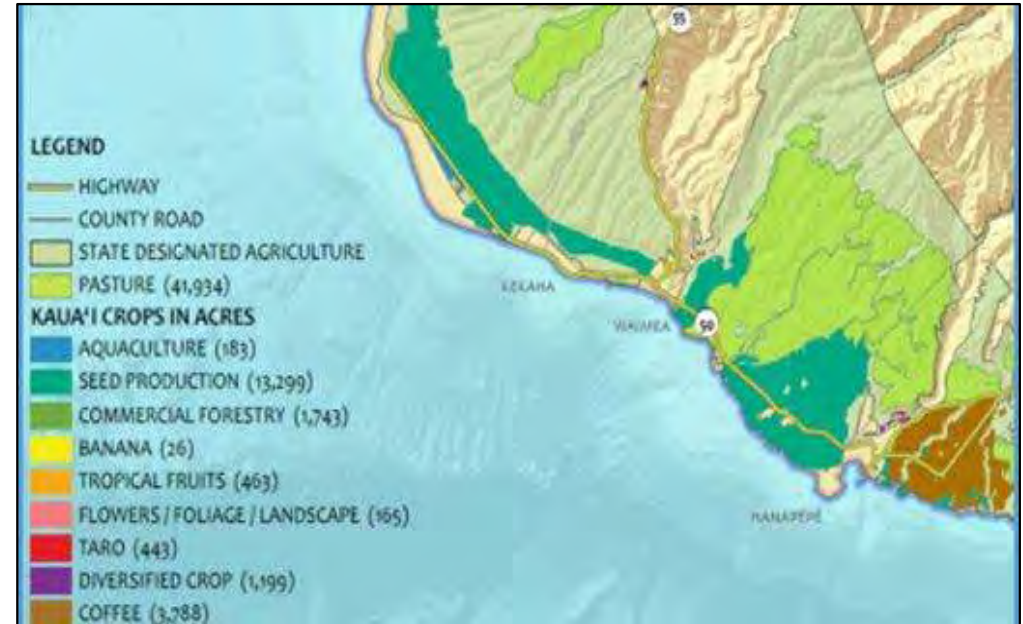 55
LEGEND
HIGHWAY
COUNTY ROAD
STATE DESIGNATED AGRICULTURE
PASTURE (41,934)
KAUAʻI CROPS IN ACRES
AQUACULTURE (183)
SEED PRODUCTION (13,299)
COMMERCIAL FORESTRY (1,743)
BANANA (26)
TROPICAL FRUITS (463)
FLOWERS / FOLIAGE / LANDSCAPE (165)
TARO (443)
DIVERSIFIED CROP (1,199)
COFFEE (3,788)
KEKAHA
WAIMEA
50
HANAPĒPĒ